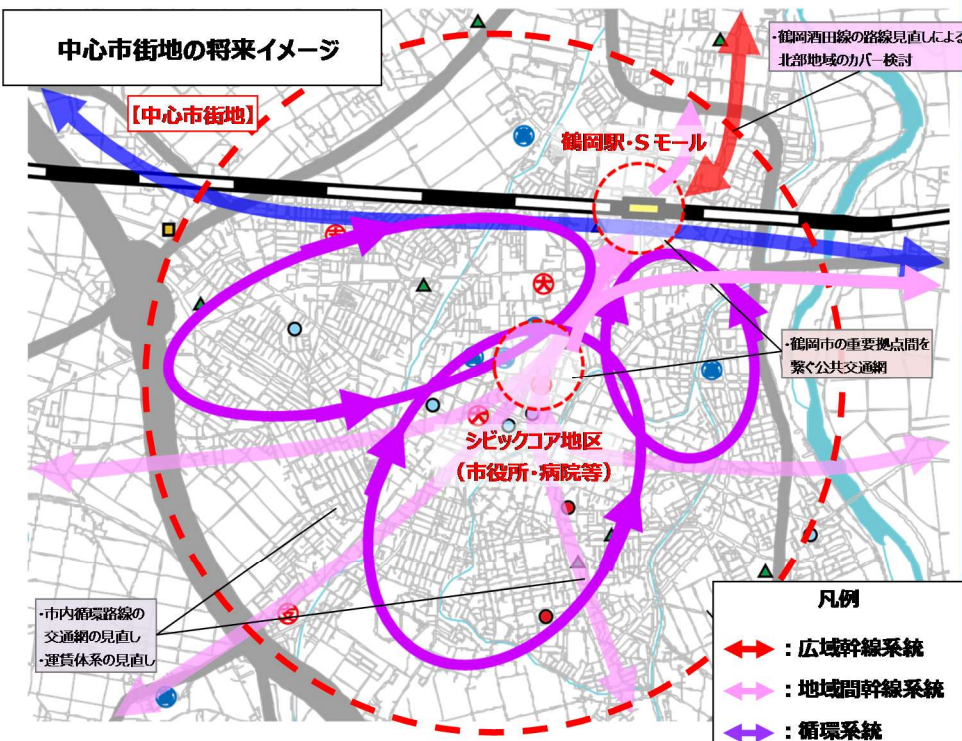 中心市街地の将来イメージ
【中心市街地】
・鶴岡酒田線の路線見直しによる
北部地域のカバー検討
鶴岡駅・Sモール
・鶴岡市の重要拠点間を
繋ぐ公共交通網
シビックコア地区
（市役所・病院等）
・市内循環路線の
交通網の見直し
・運賃体系の見直し
凡例
：広域幹線系統
：地域間幹線系統
：循環系統